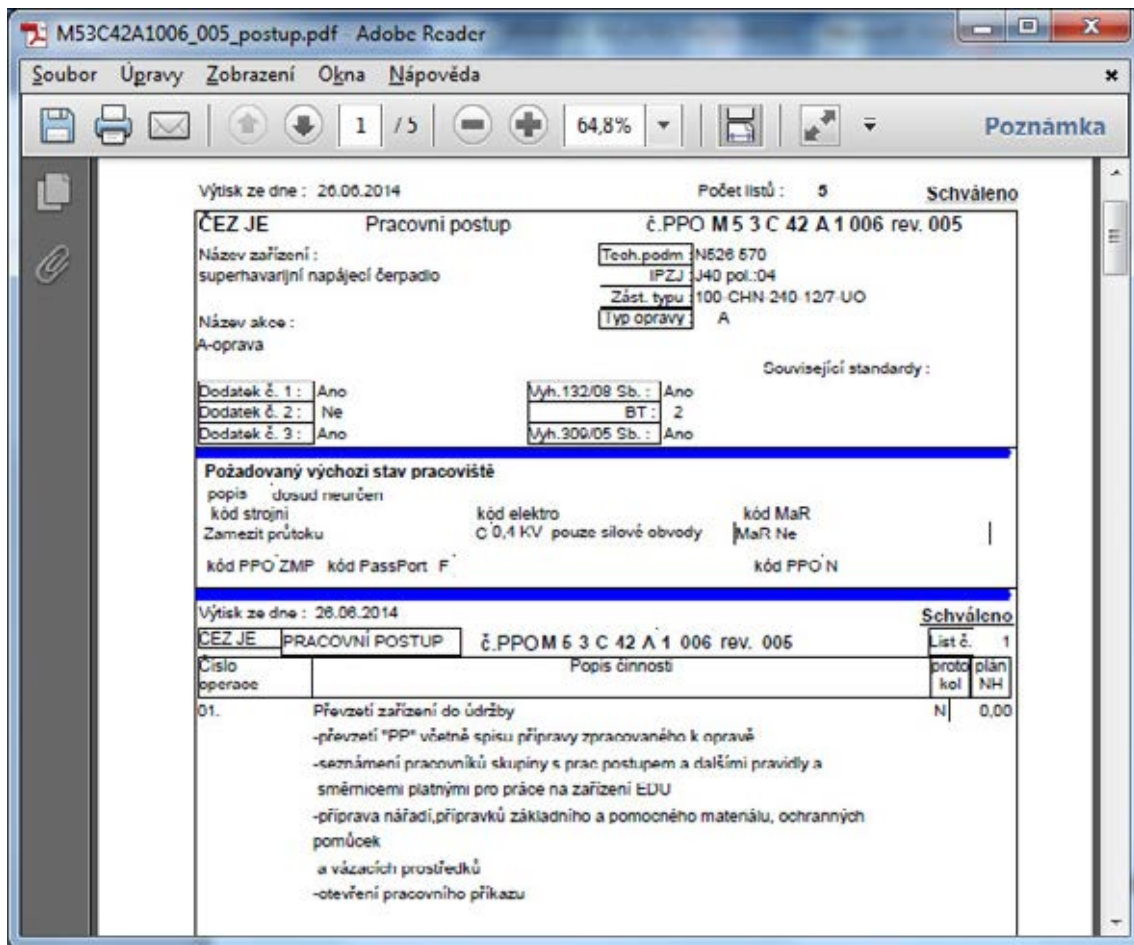 M53C42A1006_005_postup.pdf - Adobe Reader
Soubor Úpravy Zobrazení Okna Nápověda
1 / 5 64,8% Poznámka
Výtisk ze dne : 26.06.2014 Počet listů : 5 Schváleno
ČEZ JE Pracovní postup č.PPO M 5 3 C 42 A 1 006 rev. 005
Název zařízení : Tech.podm : N526 570
superhavarijní napájecí čerpadlo IPZJ : J40 pol.:04
Zást. typu : 100-CHN-240-12/7-UO
Název akce : Typ opravy : A
A-oprava
Související standardy :
Dodatek č. 1 : Ano Vyh.132/08 Sb. : Ano
Dodatek č. 2 : Ne BT : 2
Dodatek č. 3 : Ano Vyh.309/05 Sb. : Ano
Požadovaný výchozí stav pracoviště
popis dosud neurčen
kód strojní kód elektro kód MaR
Zamezit průtoku C 0,4 KV pouze silové obvody MaR Ne
kód PPO ZMP kód PassPort F kód PPO N
Výtisk ze dne : 26.06.2014 Schváleno
ČEZ JE PRACOVNÍ POSTUP č.PPO M 5 3 C 42 A 1 006 rev. 005 List č. 1
Číslo operace Popis činnosti protokol plán NH
01. Převzetí zařízení do údržby N 0,00
-převzetí "PP" včetně spisu přípravy zpracovaného k opravě
-seznámení pracovníků skupiny s prac postupem a dalšími pravidly a
směrnicemi platnými pro práce na zařízení EDU
-příprava nářadí,přípravků základního a pomocného materiálu, ochranných
pomůcek
a vázacích prostředků
-otevření pracovního příkazu